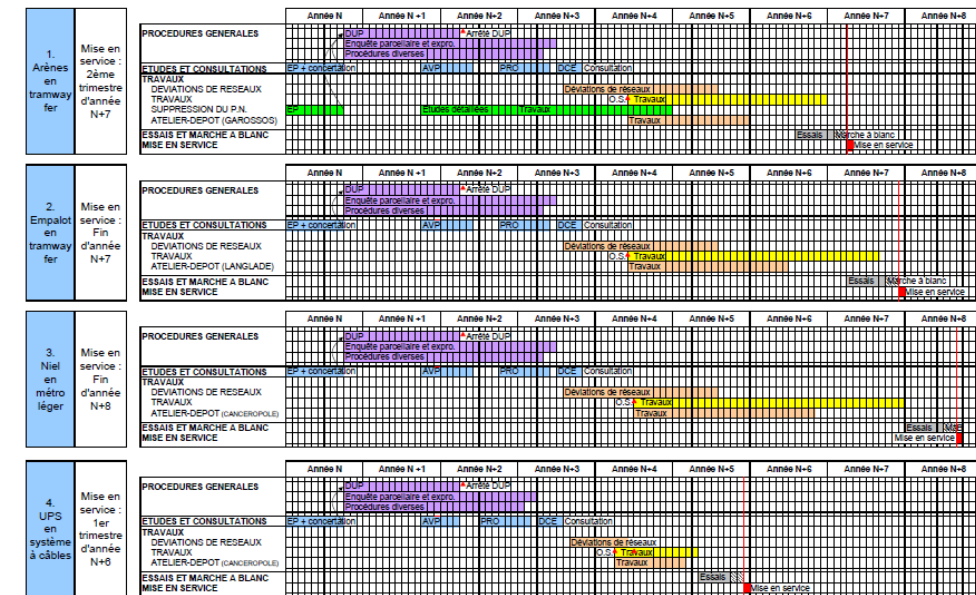 Année N Année N +1 Année N+2 Année N+3 Année N+4 Année N+5 Année N+6 Année N+7 Année N+8
1.
Arènes
en
tramway
fer
Mise en
service :
2ème
trimestre
d'année
N+7
PROCEDURES GENERALES
DUP Arrêté DUP
Enquête parcellaire et expro.
Procédures diverses
ETUDES ET CONSULTATIONS EP + concertation AVP PRO DCE Consultation
TRAVAUX
DEVIATIONS DE RESEAUX Déviations de réseaux
TRAVAUX O.S. Travaux
SUPPRESSION DU P.N. EP Etudes détaillées Travaux
ATELIER-DEPOT (GAROSSOS) Travaux
ESSAIS ET MARCHE A BLANC Essais Marche à blanc
MISE EN SERVICE Mise en service
Année N Année N +1 Année N+2 Année N+3 Année N+4 Année N+5 Année N+6 Année N+7 Année N+8
2.
Empalot
en
tramway
fer
Mise en
service :
Fin
d'année
N+7
PROCEDURES GENERALES
DUP Arrêté DUP
Enquête parcellaire et expro.
Procédures diverses
ETUDES ET CONSULTATIONS EP + concertation AVP PRO DCE Consultation
TRAVAUX
DEVIATIONS DE RESEAUX Déviations de réseaux
TRAVAUX O.S. Travaux
ATELIER-DEPOT (LANGLADE) Travaux
ESSAIS ET MARCHE A BLANC Essais Marche à blanc
MISE EN SERVICE Mise en service
Année N Année N +1 Année N+2 Année N+3 Année N+4 Année N+5 Année N+6 Année N+7 Année N+8
3.
Niel
en
métro
léger
Mise en
service :
Fin
d'année
N+8
PROCEDURES GENERALES
DUP Arrêté DUP
Enquête parcellaire et expro.
Procédures diverses
ETUDES ET CONSULTATIONS EP + concertation AVP PRO DCE Consultation
TRAVAUX
DEVIATIONS DE RESEAUX Déviations de réseaux
TRAVAUX O.S. Travaux
ATELIER-DEPOT (CANCEROPOLE) Travaux
ESSAIS ET MARCHE A BLANC Essais
MISE EN SERVICE Mise en service
Année N Année N +1 Année N+2 Année N+3 Année N+4 Année N+5 Année N+6 Année N+7 Année N+8
4.
UPS
en
système
à câbles
Mise en
service :
1er
trimestre
d'année
N+6
PROCEDURES GENERALES
DUP Arrêté DUP
Enquête parcellaire et expro.
Procédures diverses
ETUDES ET CONSULTATIONS EP + concertation AVP PRO DCE Consultation
TRAVAUX
DEVIATIONS DE RESEAUX Déviations de réseaux
TRAVAUX O.S. Travaux
ATELIER-DEPOT (CANCEROPOLE) Travaux
ESSAIS ET MARCHE A BLANC Essais
MISE EN SERVICE Mise en service